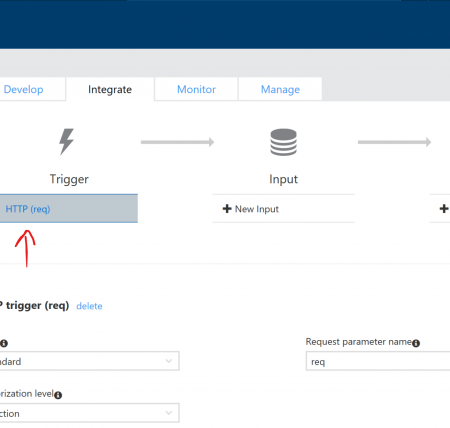 Develop
Integrate
Monitor
Manage
Trigger
Input
HTTP (req)
New Input
P trigger (req)
delete
Request parameter name
ndard
req
rization level
ction